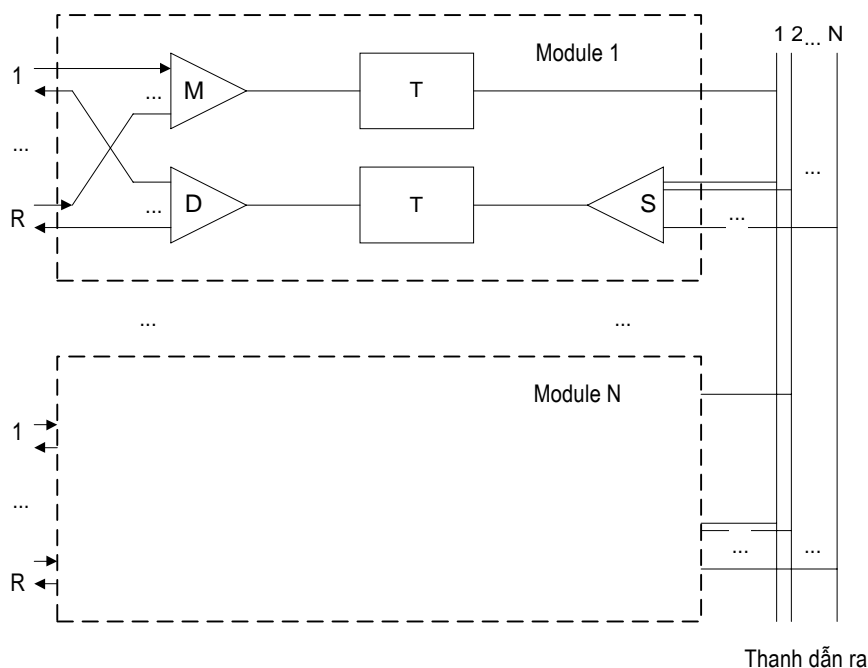 1 2... N
Module 1
1
... M T
...
...
D T S
R ... ...
... ...
Module N
1
...
... ...
R
Thanh dẫn ra